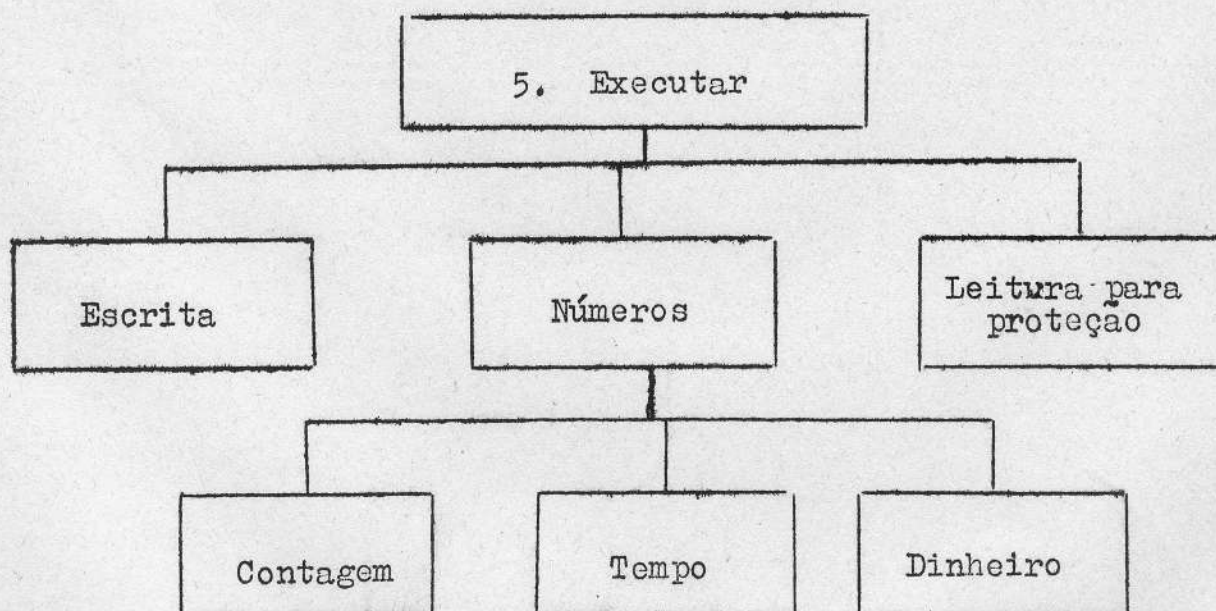 5. Executar
Escrita
Números
Leitura para
proteção
Contagem
Tempo
Dinheiro